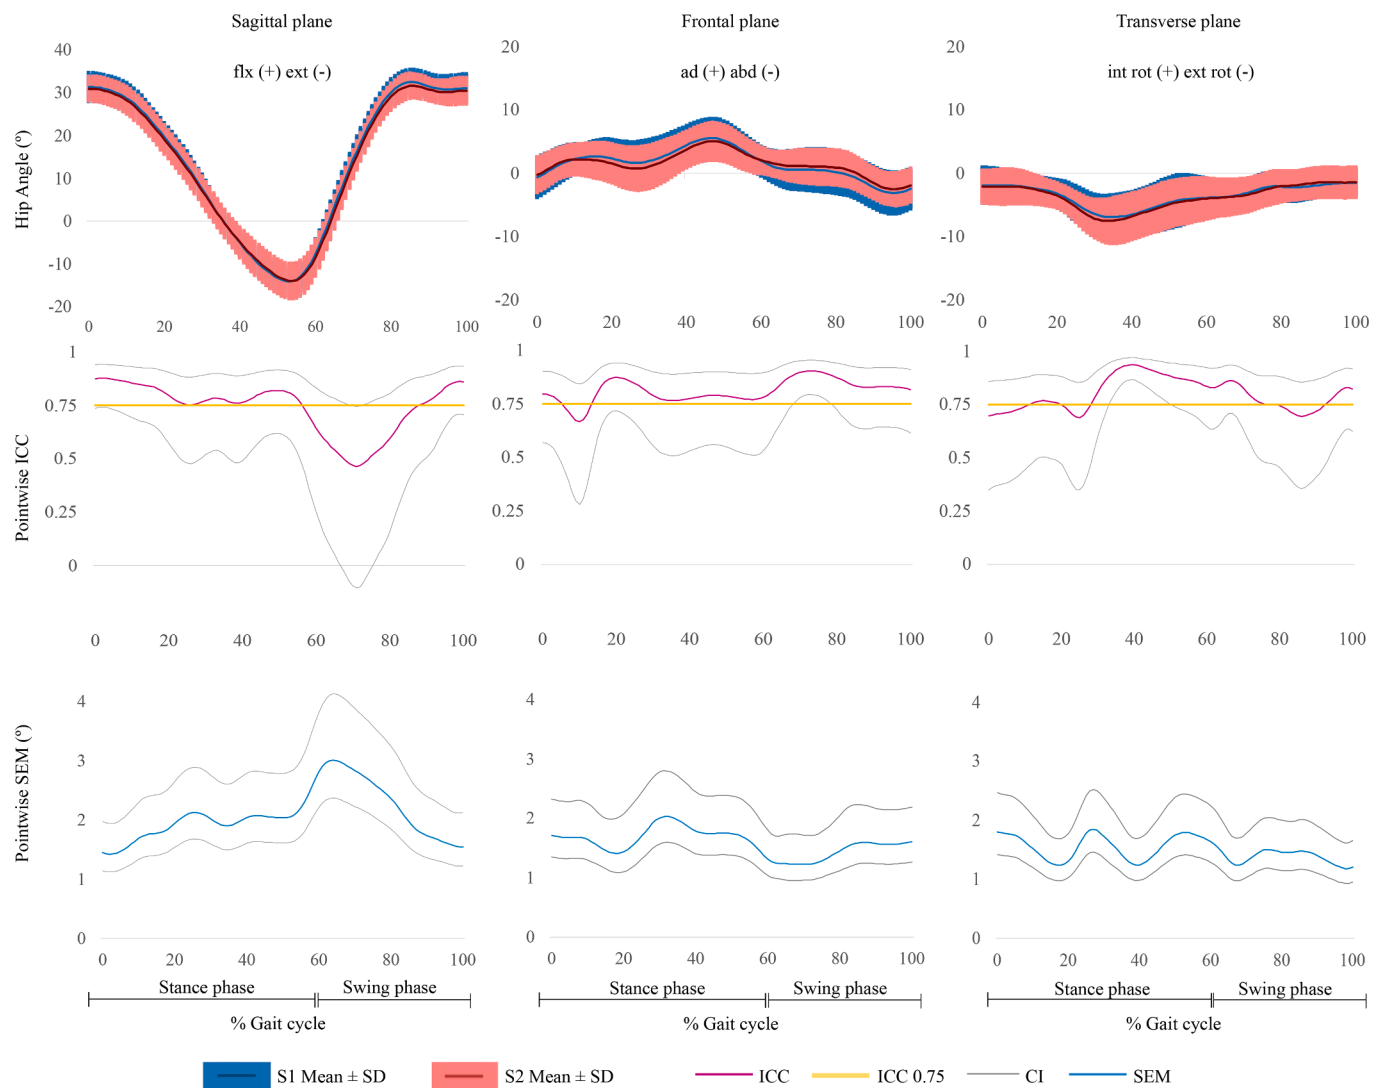 Sagittal plane
Frontal plane
Transverse plane
flx (+) ext (-)
ad (+) abd (-)
int rot (+) ext rot (-)
Hip Angle (º)
40
30
20
10
0
-10
-20
0 20 40 60 80 100
20
10
0
-10
-20
0 20 40 60 80 100
20
10
0
-10
-20
0 20 40 60 80 100
Pointwise ICC
1
0.75
0.5
0.25
0
0 20 40 60 80 100
1
0.75
0.5
0.25
0
0 20 40 60 80 100
1
0.75
0.5
0.25
0
0 20 40 60 80 100
Pointwise SEM (º)
4
3
2
1
0
0 20 40 60 80 100
4
3
2
1
0
0 20 40 60 80 100
4
3
2
1
0
0 20 40 60 80 100
Stance phase Swing phase
Stance phase Swing phase
Stance phase Swing phase
% Gait cycle
% Gait cycle
% Gait cycle
S1 Mean ± SD S2 Mean ± SD ICC ICC 0.75 CI SEM